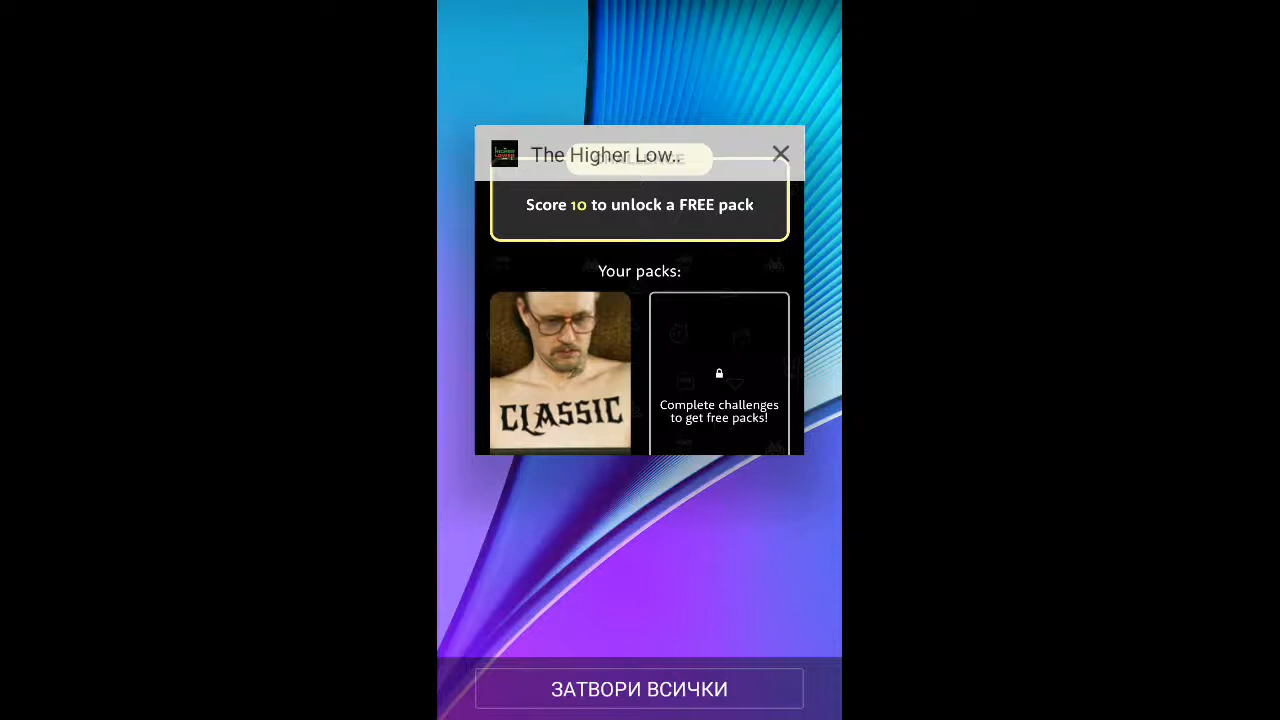 The Higher Low..
CHALLENGE
Score 10 to unlock a FREE pack
Your packs:
CLASSIC
Complete challenges
to get free packs!
ЗАТВОРИ ВСИЧКИ